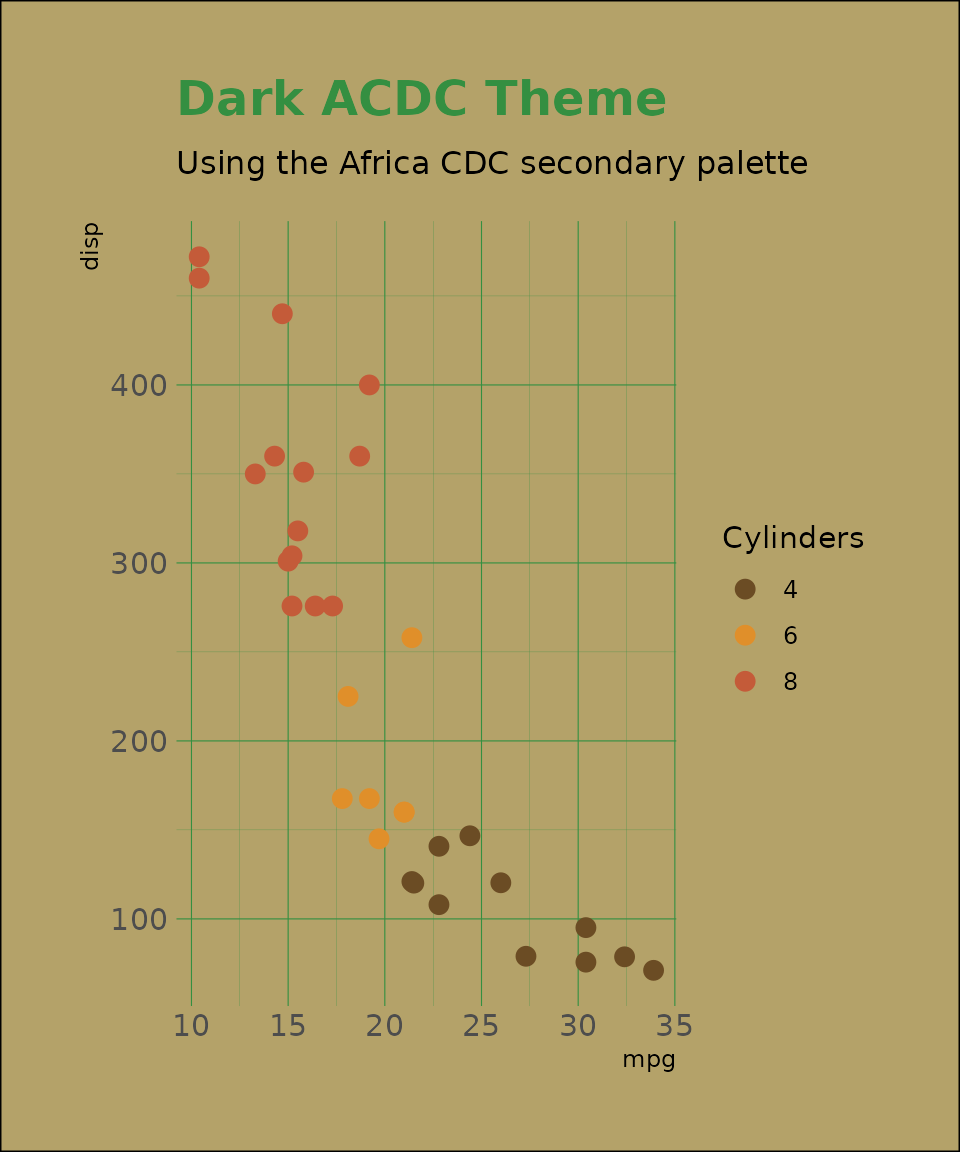 Dark ACDC Theme
Using the Africa CDC secondary palette
disp
400
300
200
100
10 15 20 25 30 35
mpg
Cylinders
4
6
8